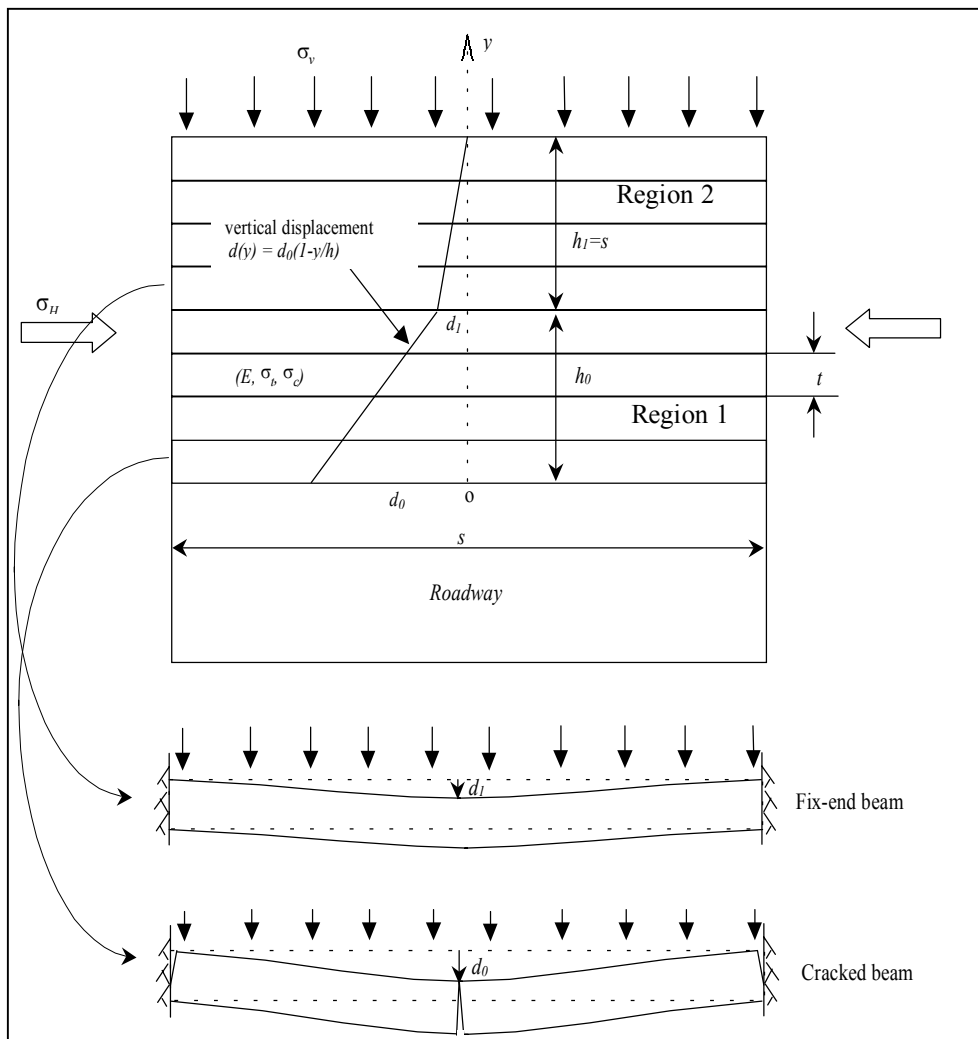 σv
y
Region 2
vertical displacement
d(y) = d0(1-y/h)
h1=s
σH
d1
(E, σt, σc)
h0
t
Region 1
d0
o
s
Roadway
d1
Fix-end beam
d0
Cracked beam